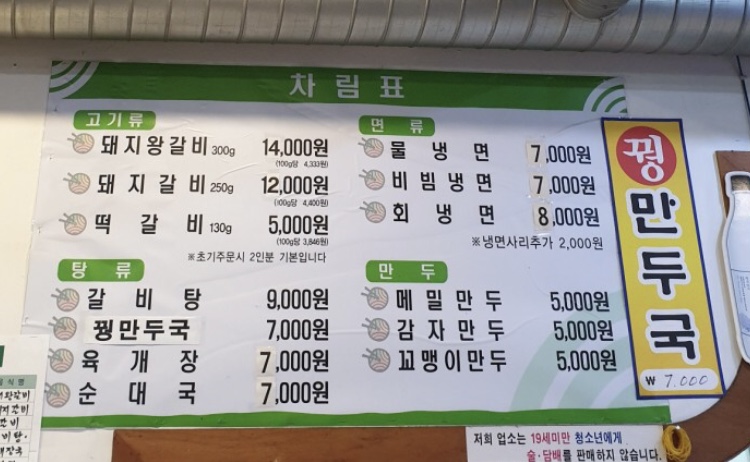 차림표
고기류
돼지왕갈비 300g 14,000원
(100g당 4,333원)
돼지갈비 250g 12,000원
(100g당 4,400원)
떡갈비 130g 5,000원
(100g당 3,846원)
※초기주문시 2인분 기본입니다
탕류
갈비탕 9,000원
꿩만두국 7,000원
육개장 7,000원
순대국 7,000원
면류
물냉면 7,000원
비빔냉면 7,000원
회냉면 8,000원
※냉면사리추가 2,000원
만두
메밀만두 5,000원
감자만두 5,000원
꼬맹이만두 5,000원
꿩만두국
₩ 7.000
저희 업소는 19세미만 청소년에게
술·담배를 판매하지 않습니다.